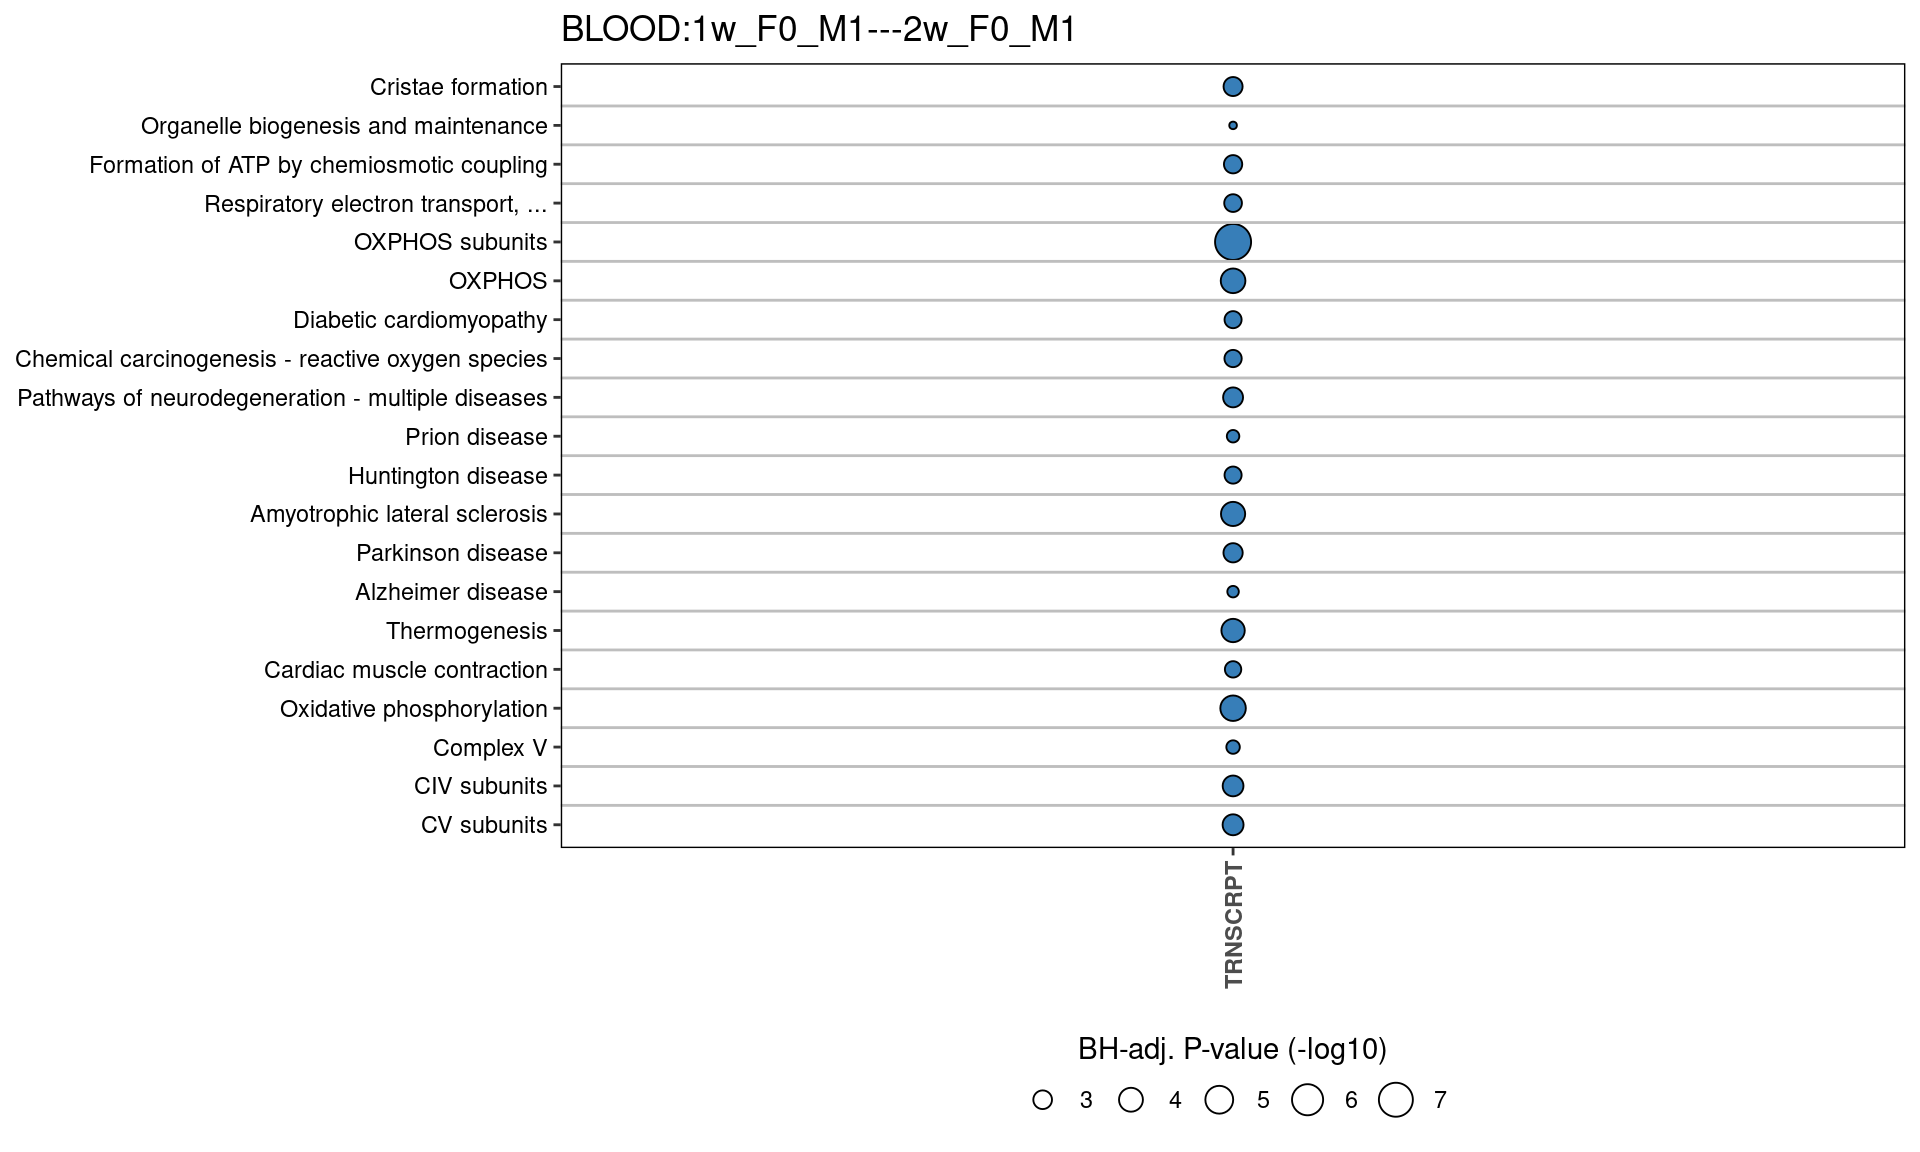 BLOOD:1w_F0_M1---2w_F0_M1
Cristae formation
Organelle biogenesis and maintenance
Formation of ATP by chemiosmotic coupling
Respiratory electron transport, ...
OXPHOS subunits
OXPHOS
Diabetic cardiomyopathy
Chemical carcinogenesis - reactive oxygen species
Pathways of neurodegeneration - multiple diseases
Prion disease
Huntington disease
Amyotrophic lateral sclerosis
Parkinson disease
Alzheimer disease
Thermogenesis
Cardiac muscle contraction
Oxidative phosphorylation
Complex V
CIV subunits
CV subunits
TRNSCRPT
BH-adj. P-value (-log10)
3 4 5 6 7